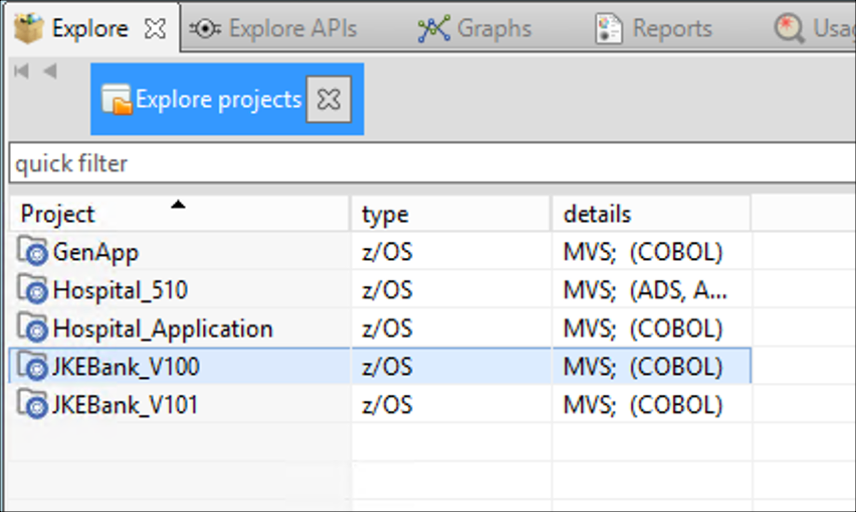 Explore Explore APIs Graphs Reports Usag
Explore projects
quick filter
Project type details
GenApp z/OS MVS; (COBOL)
Hospital_510 z/OS MVS; (ADS, A...
Hospital_Application z/OS MVS; (COBOL)
JKEBank_V100 z/OS MVS; (COBOL)
JKEBank_V101 z/OS MVS; (COBOL)